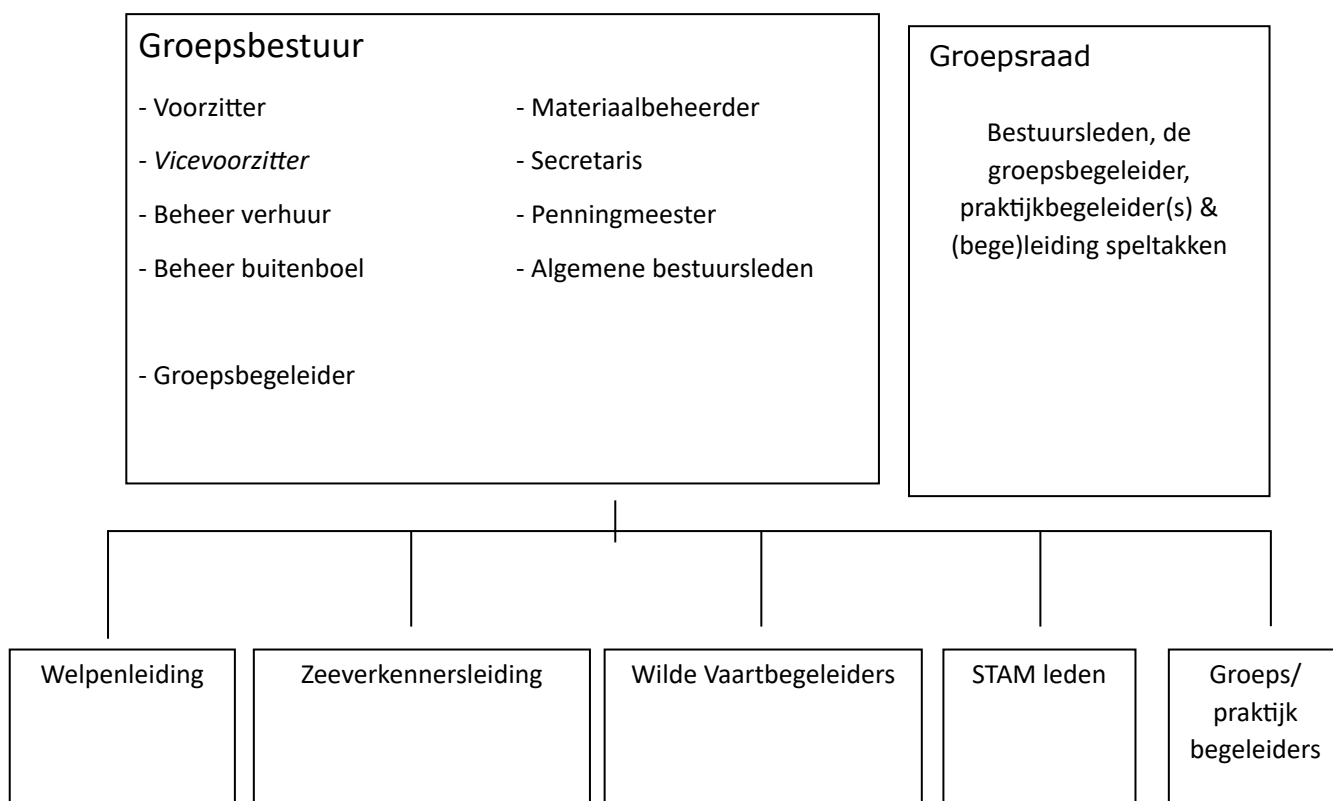 Groepsbestuur
- Voorzitter
- Vicevoorzitter
- Beheer verhuur
- Beheer buitenboel
- Groepsbegeleider
- Materiaalbeheerder
- Secretaris
- Penningmeester
- Algemene bestuursleden
Groepsraad
Bestuursleden, de
groepsbegeleider,
praktijkbegeleider(s) &
(bege)leiding speltakken
Welpenleiding
Zeeverkennersleiding
Wilde Vaartbegeleiders
STAM leden
Groeps/
praktijk
begeleiders